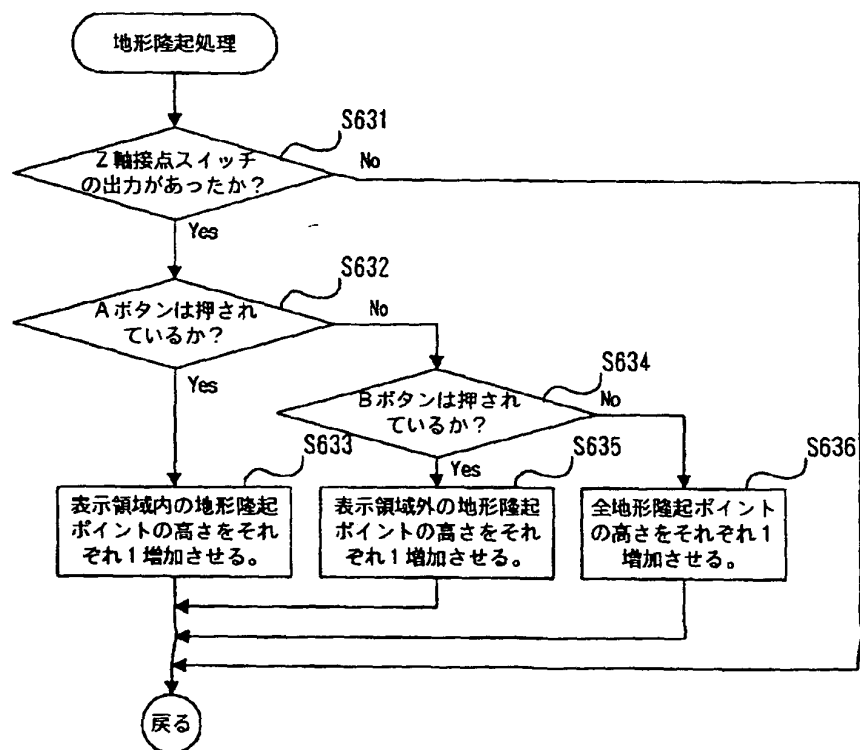 地形隆起処理
S631
Z軸接点スイッチ
の出力があったか?
No
Yes
S632
Aボタンは押され
ているか?
No
Yes
S634
Bボタンは押され
ているか?
No
Yes
S633
表示領域内の地形隆起
ポイントの高さをそれ
ぞれ1増加させる。
S635
表示領域外の地形隆起
ポイントの高さをそれ
ぞれ1増加させる。
S636
全地形隆起ポイント
の高さをそれぞれ1
増加させる。
戻る